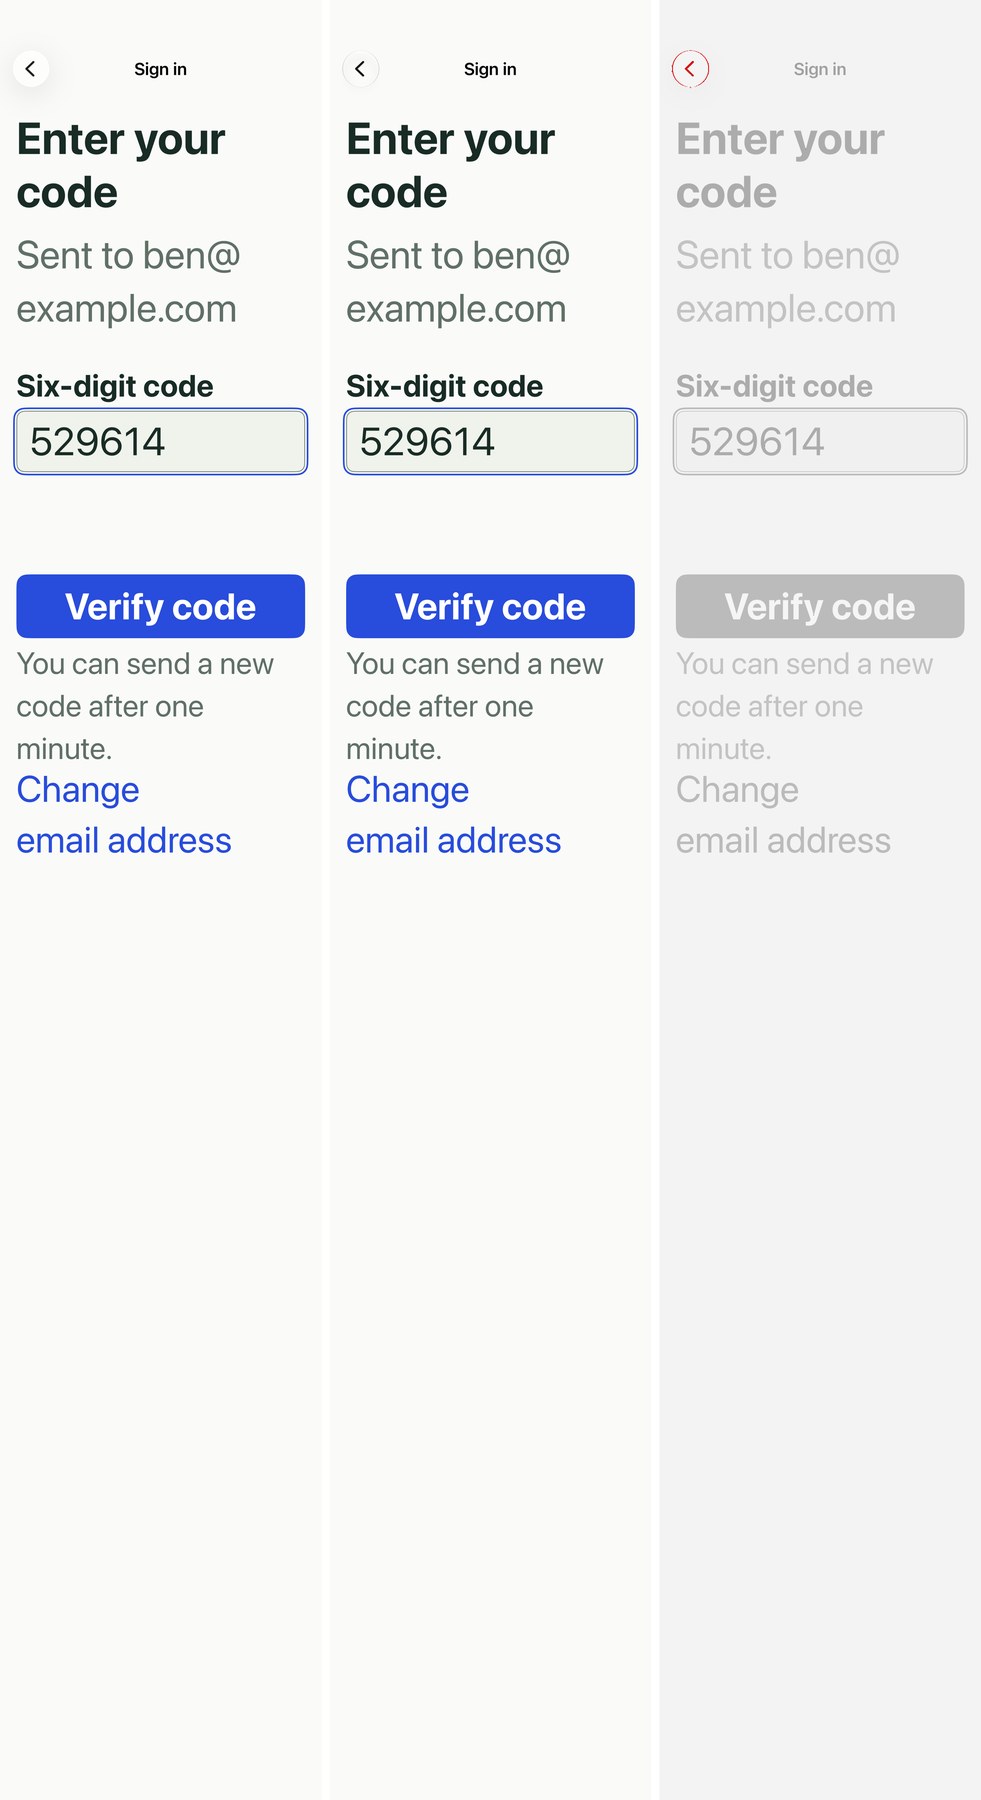 Sign in
Enter your
code
Sent to ben@
example.com
Six-digit code
529614
Verify code
You can send a new
code after one
minute.
Change
email address
Sign in
Enter your
code
Sent to ben@
example.com
Six-digit code
529614
Verify code
You can send a new
code after one
minute.
Change
email address
Sign in
Enter your
code
Sent to ben@
example.com
Six-digit code
529614
Verify code
You can send a new
code after one
minute.
Change
email address